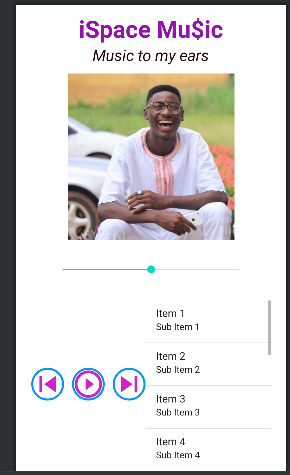 iSpace Mu$ic
Music to my ears
Item 1
Sub Item 1
Item 2
Sub Item 2
Item 3
Sub Item 3
Item 4
Sub Item 4